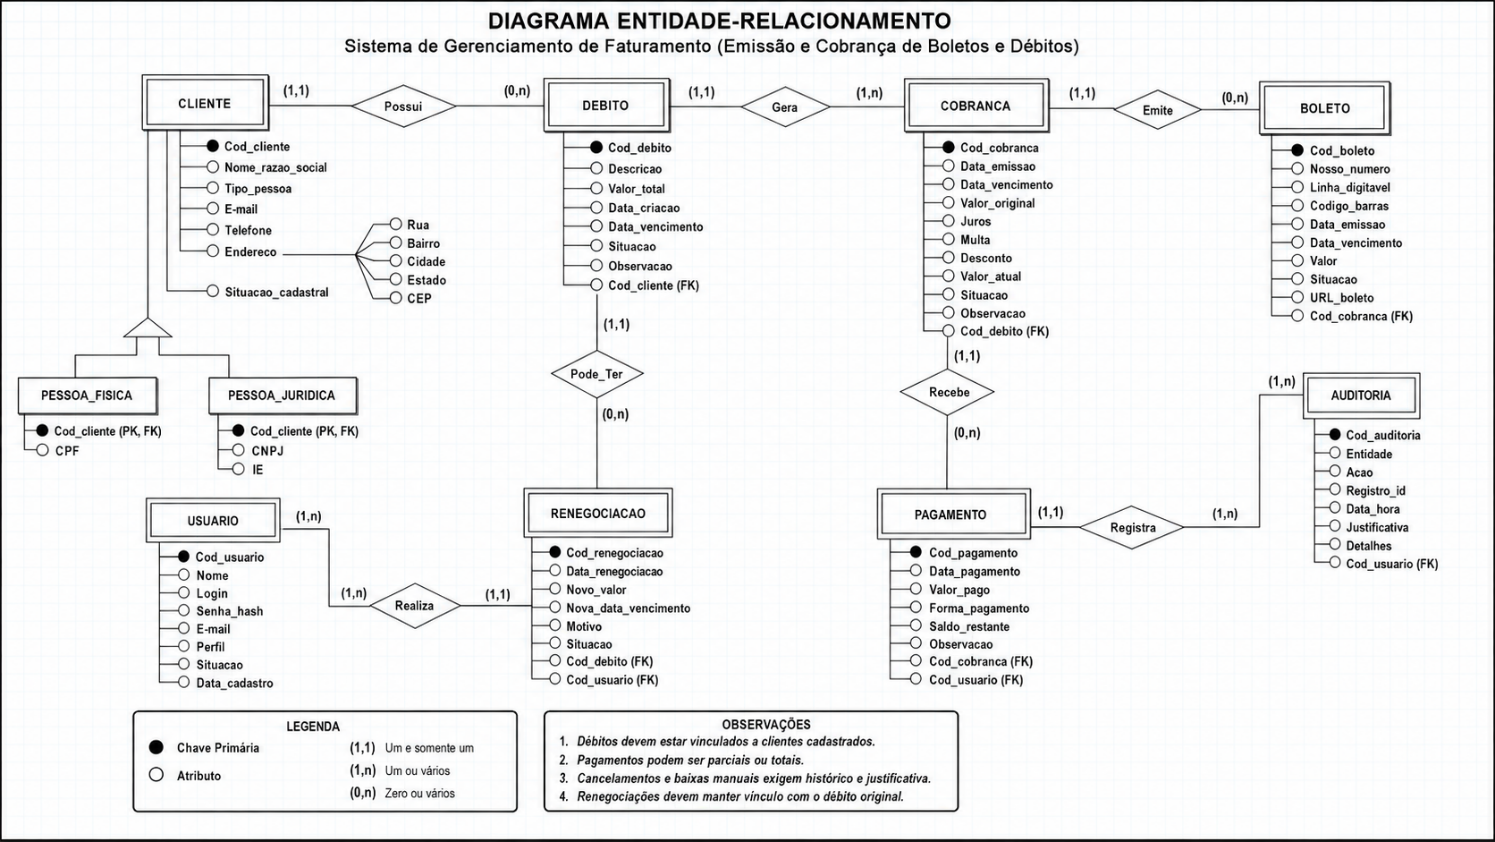 DIAGRAMA ENTIDADE-RELACIONAMENTO
Sistema de Gerenciamento de Faturamento (Emissão e Cobrança de Boletos e Débitos)
CLIENTE
(1,1)
Possui
(0,n)
DEBITO
(1,1)
Gera
(1,n)
COBRANCA
(1,1)
Emite
(0,n)
BOLETO
Cod_cliente
Nome_razao_social
Tipo_pessoa
E-mail
Telefone
Endereco
Situacao_cadastral
Rua
Bairro
Cidade
Estado
CEP
Cod_debito
Descricao
Valor_total
Data_criacao
Data_vencimento
Situacao
Observacao
Cod_cliente (FK)
Cod_cobranca
Data_emissao
Data_vencimento
Valor_original
Juros
Multa
Desconto
Valor_atual
Situacao
Observacao
Cod_debito (FK)
Cod_boleto
Nosso_numero
Linha_digitavel
Codigo_barras
Data_emissao
Data_vencimento
Valor
Situacao
URL_boleto
Cod_cobranca (FK)
(1,1)
Pode_Ter
(0,n)
(1,1)
Recebe
(0,n)
PESSOA_FISICA
Cod_cliente (PK, FK)
CPF
PESSOA_JURIDICA
Cod_cliente (PK, FK)
CNPJ
IE
(1,n)
AUDITORIA
Cod_auditoria
Entidade
Acao
Registro_id
Data_hora
Justificativa
Detalhes
Cod_usuario (FK)
USUARIO
(1,n)
Cod_usuario
Nome
Login
Senha_hash
E-mail
Perfil
Situacao
Data_cadastro
(1,n)
Realiza
(1,1)
RENEGOCIACAO
Cod_renegociacao
Data_renegociacao
Novo_valor
Nova_data_vencimento
Motivo
Situacao
Cod_debito (FK)
Cod_usuario (FK)
PAGAMENTO
(1,1)
Registra
(1,n)
Cod_pagamento
Data_pagamento
Valor_pago
Forma_pagamento
Saldo_restante
Observacao
Cod_cobranca (FK)
Cod_usuario (FK)
LEGENDA
Chave Primária
Atributo
(1,1) Um e somente um
(1,n) Um ou vários
(0,n) Zero ou vários
OBSERVAÇÕES
1. Débitos devem estar vinculados a clientes cadastrados.
2. Pagamentos podem ser parciais ou totais.
3. Cancelamentos e baixas manuais exigem histórico e justificativa.
4. Renegociações devem manter vínculo com o débito original.